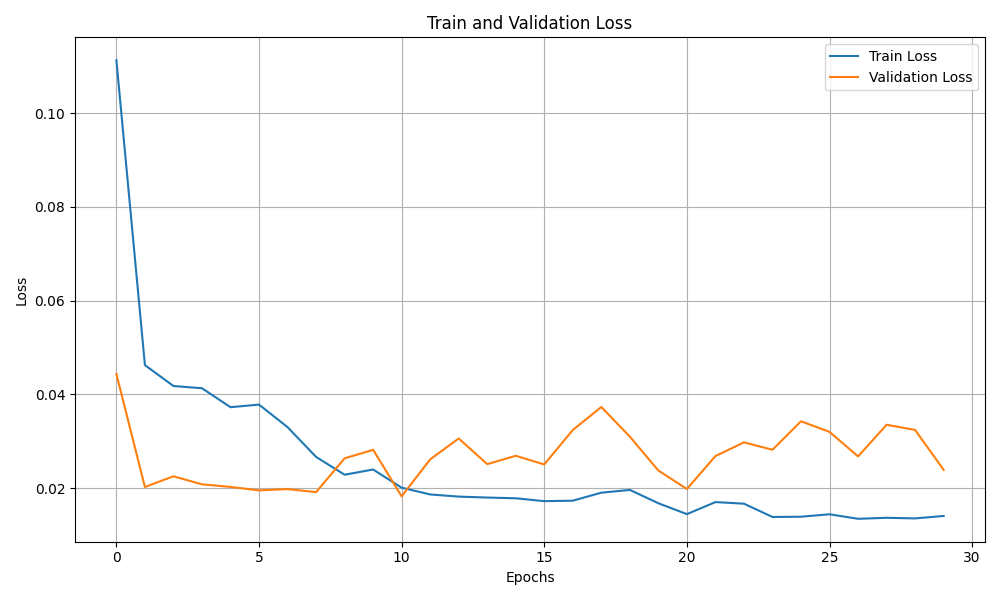 Train and Validation Loss
Train Loss
Validation Loss
0.10
0.08
0.06
0.04
0.02
Loss
0 5 10 15 20 25 30
Epochs